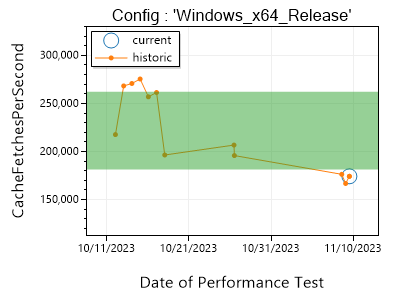 Config : 'Windows_x64_Release'
current
historic
300,000
250,000
200,000
150,000
CacheFetchesPerSecond
10/11/2023
10/21/2023
10/31/2023
11/10/2023
Date of Performance Test